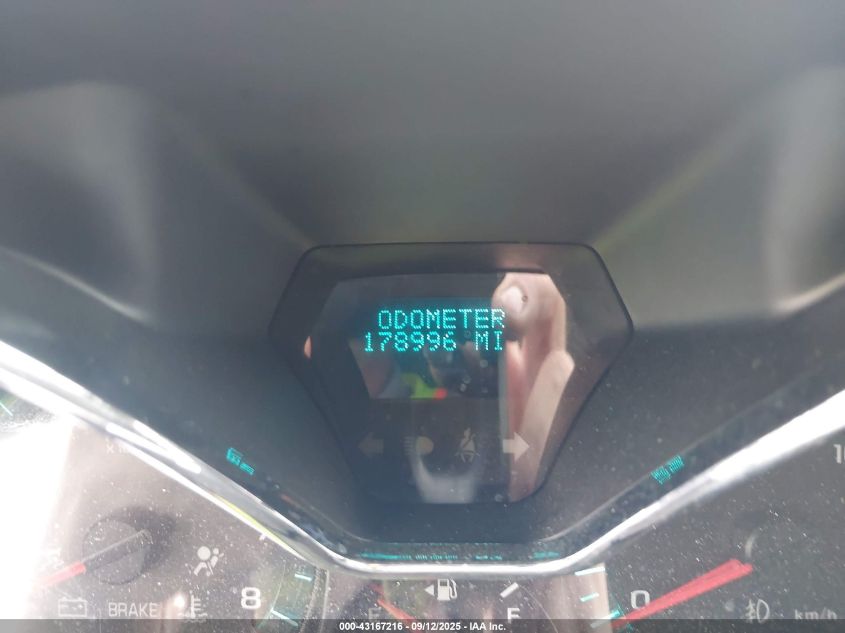 ODOMETER
178996 MI
BRAKE
8
E
F
0
km/h
000-43167216 - 09/12/2025 - IAA Inc.